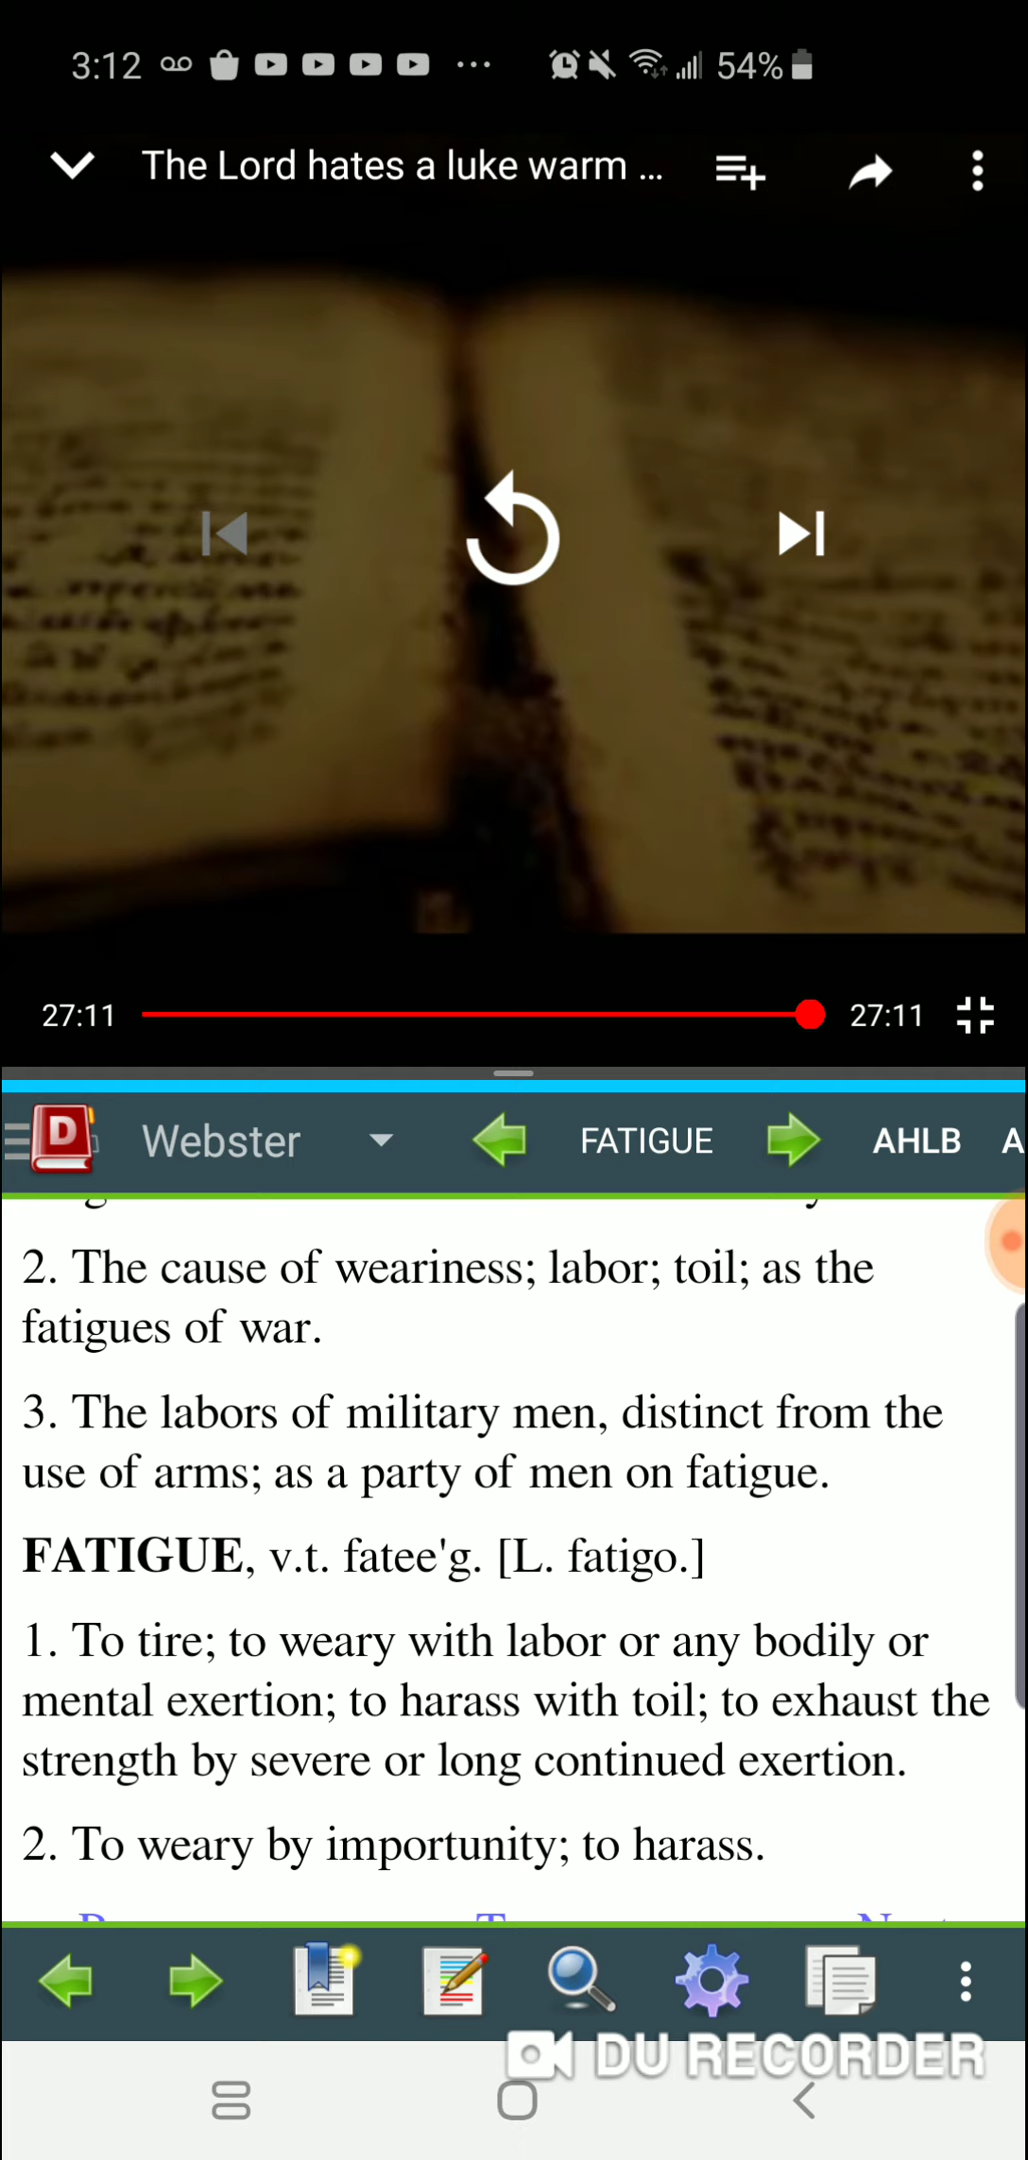 3:12 54%
The Lord hates a luke warm ...
27:11 27:11
D Webster FATIGUE AHLB A
2. The cause of weariness; labor; toil; as the
fatigues of war.
3. The labors of military men, distinct from the
use of arms; as a party of men on fatigue.
FATIGUE, v.t. fatee'g. [L. fatigo.]
1. To tire; to weary with labor or any bodily or
mental exertion; to harass with toil; to exhaust the
strength by severe or long continued exertion.
2. To weary by importunity; to harass.
DU RECORDER